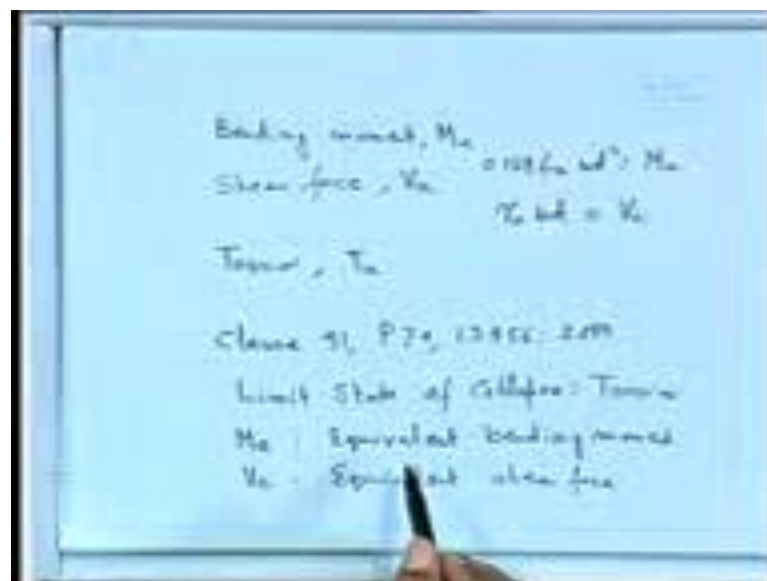 Bending moment, Mu
0.138 fck bd² = Mu
Shear force, Vu
τc bd = Vu
Torsion, Tu
Clause 41, P 74, IS 456: 2000
Limit State of Collapse: Torsion
Me : Equivalent bending moment
Ve : Equivalent shear force